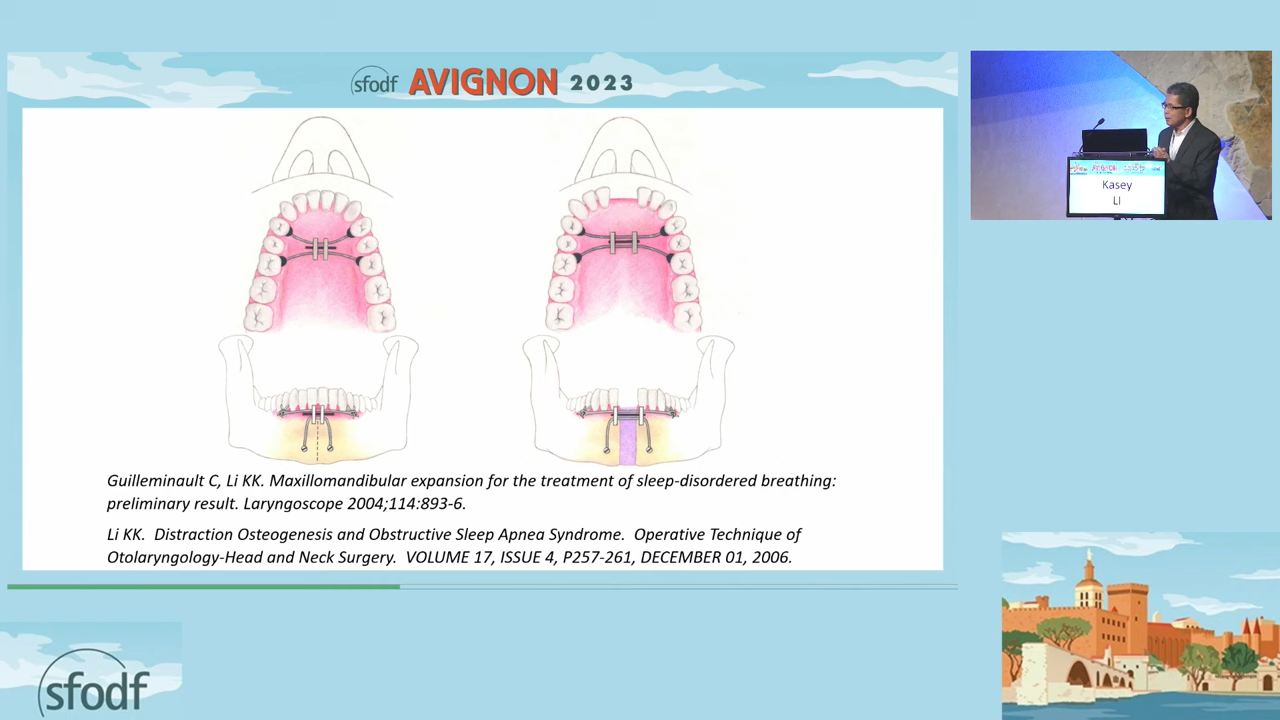 sfodf AVIGNON 2023
Kasey
LI
Guilleminault C, Li KK. Maxillomandibular expansion for the treatment of sleep-disordered breathing:
preliminary result. Laryngoscope 2004;114:893-6.
Li KK. Distraction Osteogenesis and Obstructive Sleep Apnea Syndrome. Operative Technique of
Otolaryngology-Head and Neck Surgery. VOLUME 17, ISSUE 4, P257-261, DECEMBER 01, 2006.
sfodf